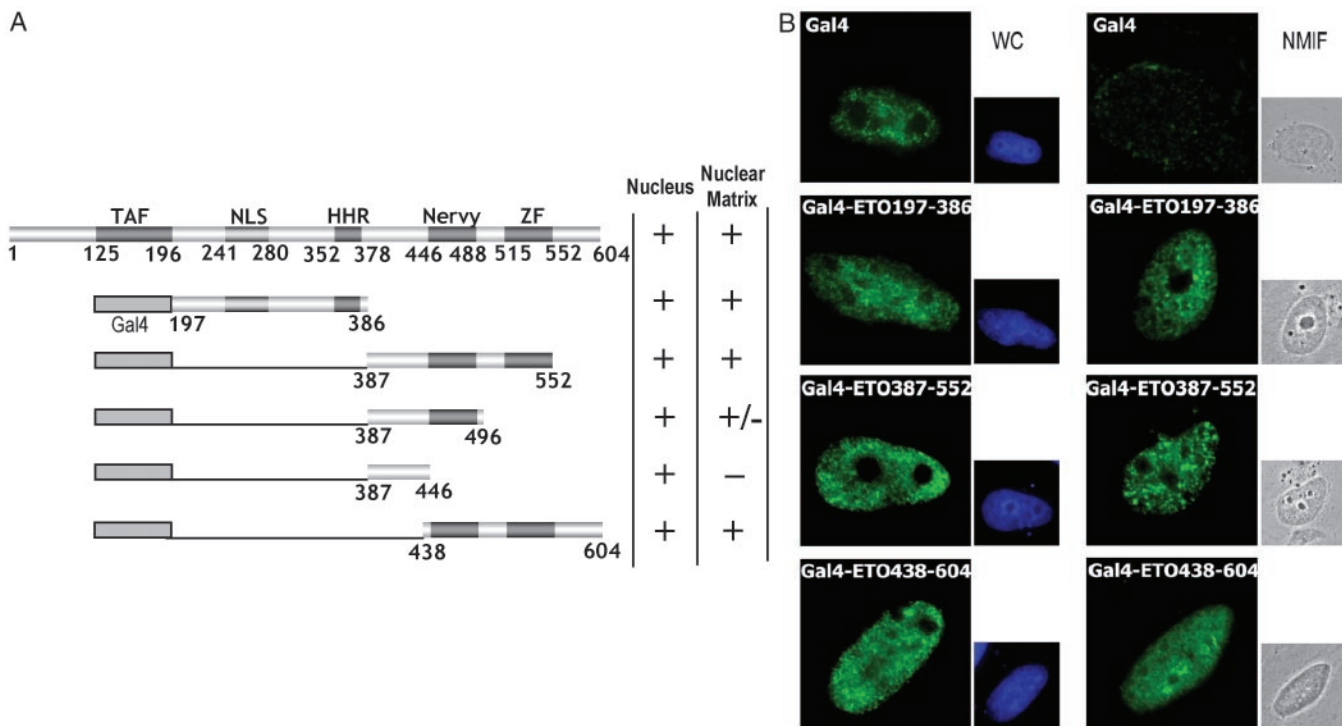 A
Nucleus
Nuclear
Matrix
TAF NLS HHR Nervy ZF
1 125 196 241 280 352 378 446 488 515 552 604
+ +
Gal4 197 386
+ +
387 552
+ +
387 496
+ +/-
387 446
+ –
438 604
+ +
B
Gal4
WC
Gal4
NMIF
Gal4-ETO197-386
Gal4-ETO197-386
Gal4-ETO387-552
Gal4-ETO387-552
Gal4-ETO438-604
Gal4-ETO438-604